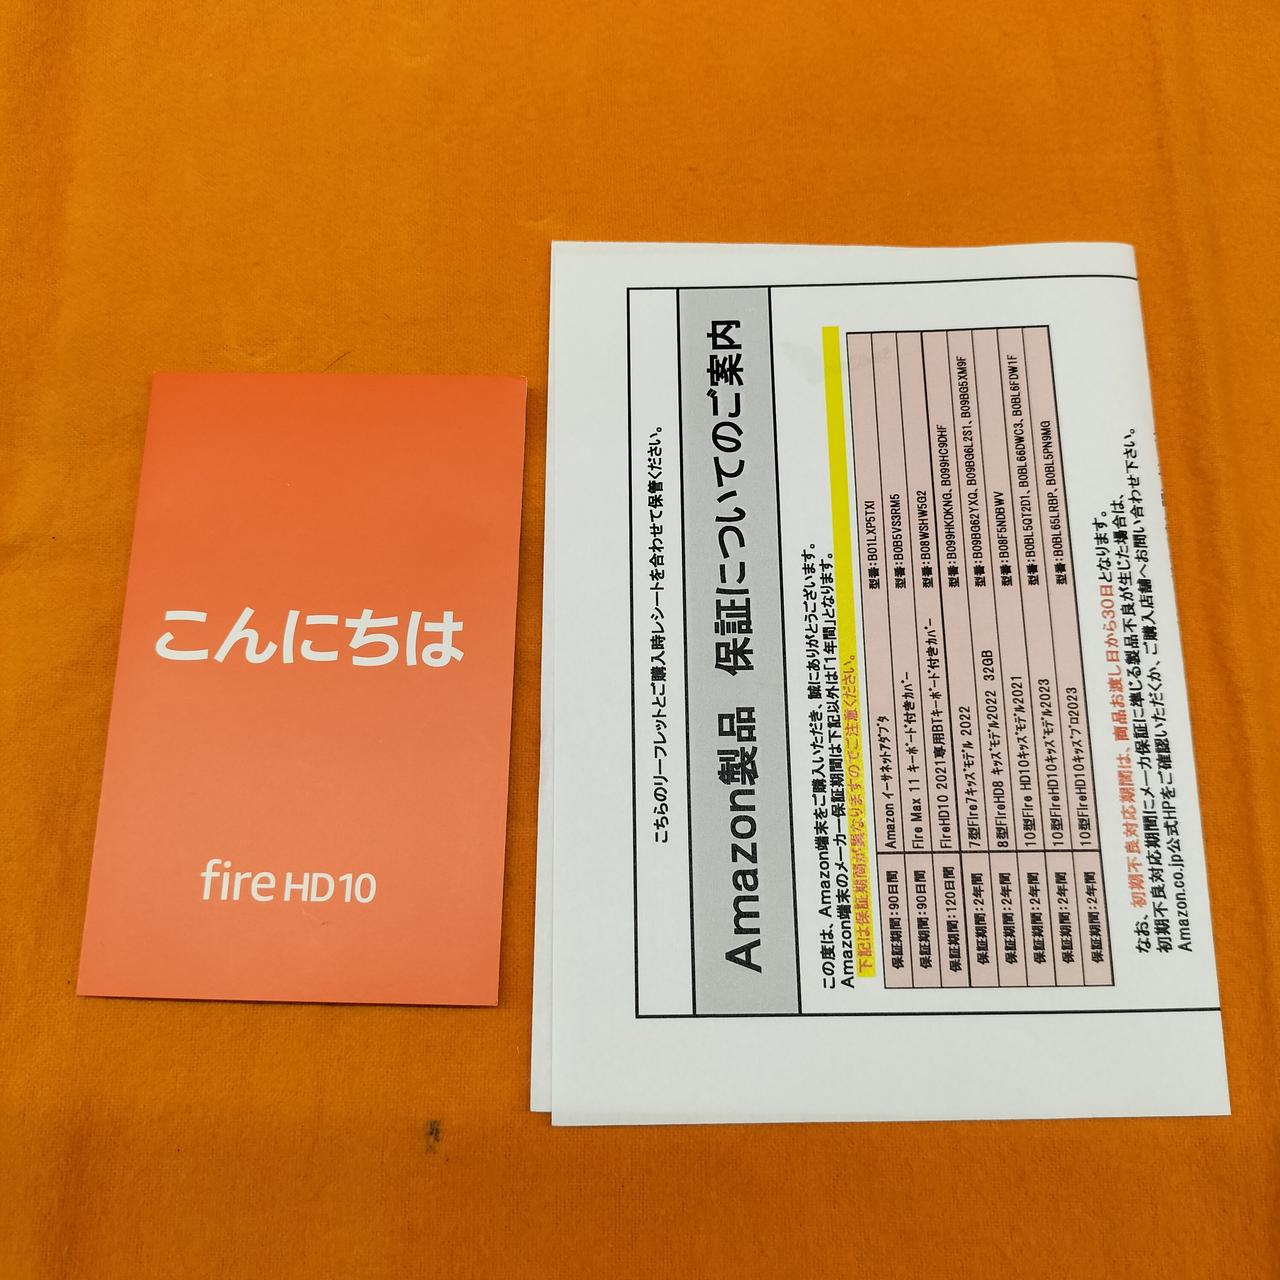 こんにちは
fire HD 10
こちらのリーフレットとご購入時レシートを合わせて保管ください。
Amazon製品 保証についてのご案内
この度は、Amazon端末をご購入いただき、誠にありがとうございます。
Amazon端末のメーカー保証期間は下記以外は「1年間」となります。
下記は保証期間が異なりますのでご注意ください。
保証期間:90日間 Amazon イーサネットアダプタ 型番:B01LXP5TXI
保証期間:90日間 Fire Max 11 キーボード付きカバー 型番:B0B5VS3RM5
保証期間:120日間 FireHD10 2021専用BTキーボード付きカバー 型番:B08WSHW5G2
保証期間:2年間 7型Fire7キッズモデル 2022 型番:B099HKDKNG、B099HC9DHF
保証期間:2年間 8型FireHD8 キッズモデル2022 32GB 型番:B09BG62YXQ、B09BG6L2S1、B09BG5XM9F
保証期間:2年間 10型Fire HD10キッズモデル2021 型番:B08F5NDBWV
保証期間:2年間 10型FireHD10キッズモデル2023 型番:B0BL5QT2D1、B0BL66DWC3、B0BL6FDW1F
保証期間:2年間 10型FireHD10キッズプロ2023 型番:B0BL65LRBP、B0BL5PN9MG
なお、初期不良対応期間は、商品お渡し日から30日となります。
初期不良対応期間にメーカ保証に準じる製品不良が生じた場合は、
Amazon.co.jp公式HPをご確認いただくか、ご購入店舗へお問い合わせ下さい。